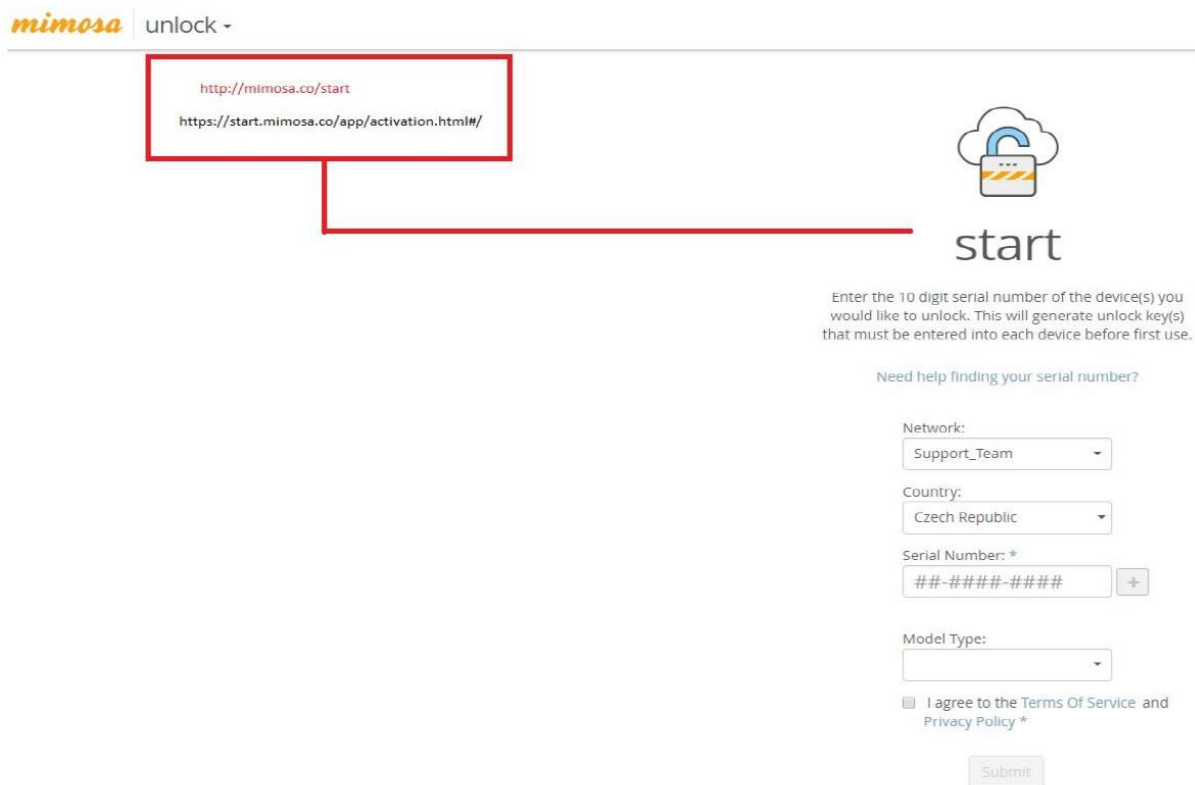 mimosa unlock
http://mimosa.co/start
https://start.mimosa.co/app/activation.html#/
start
Enter the 10 digit serial number of the device(s) you
would like to unlock. This will generate unlock key(s)
that must be entered into each device before first use.
Need help finding your serial number?
Network:
Support_Team
Country:
Czech Republic
Serial Number: *
##-####-####
+
Model Type:
I agree to the Terms Of Service and
Privacy Policy *
Submit